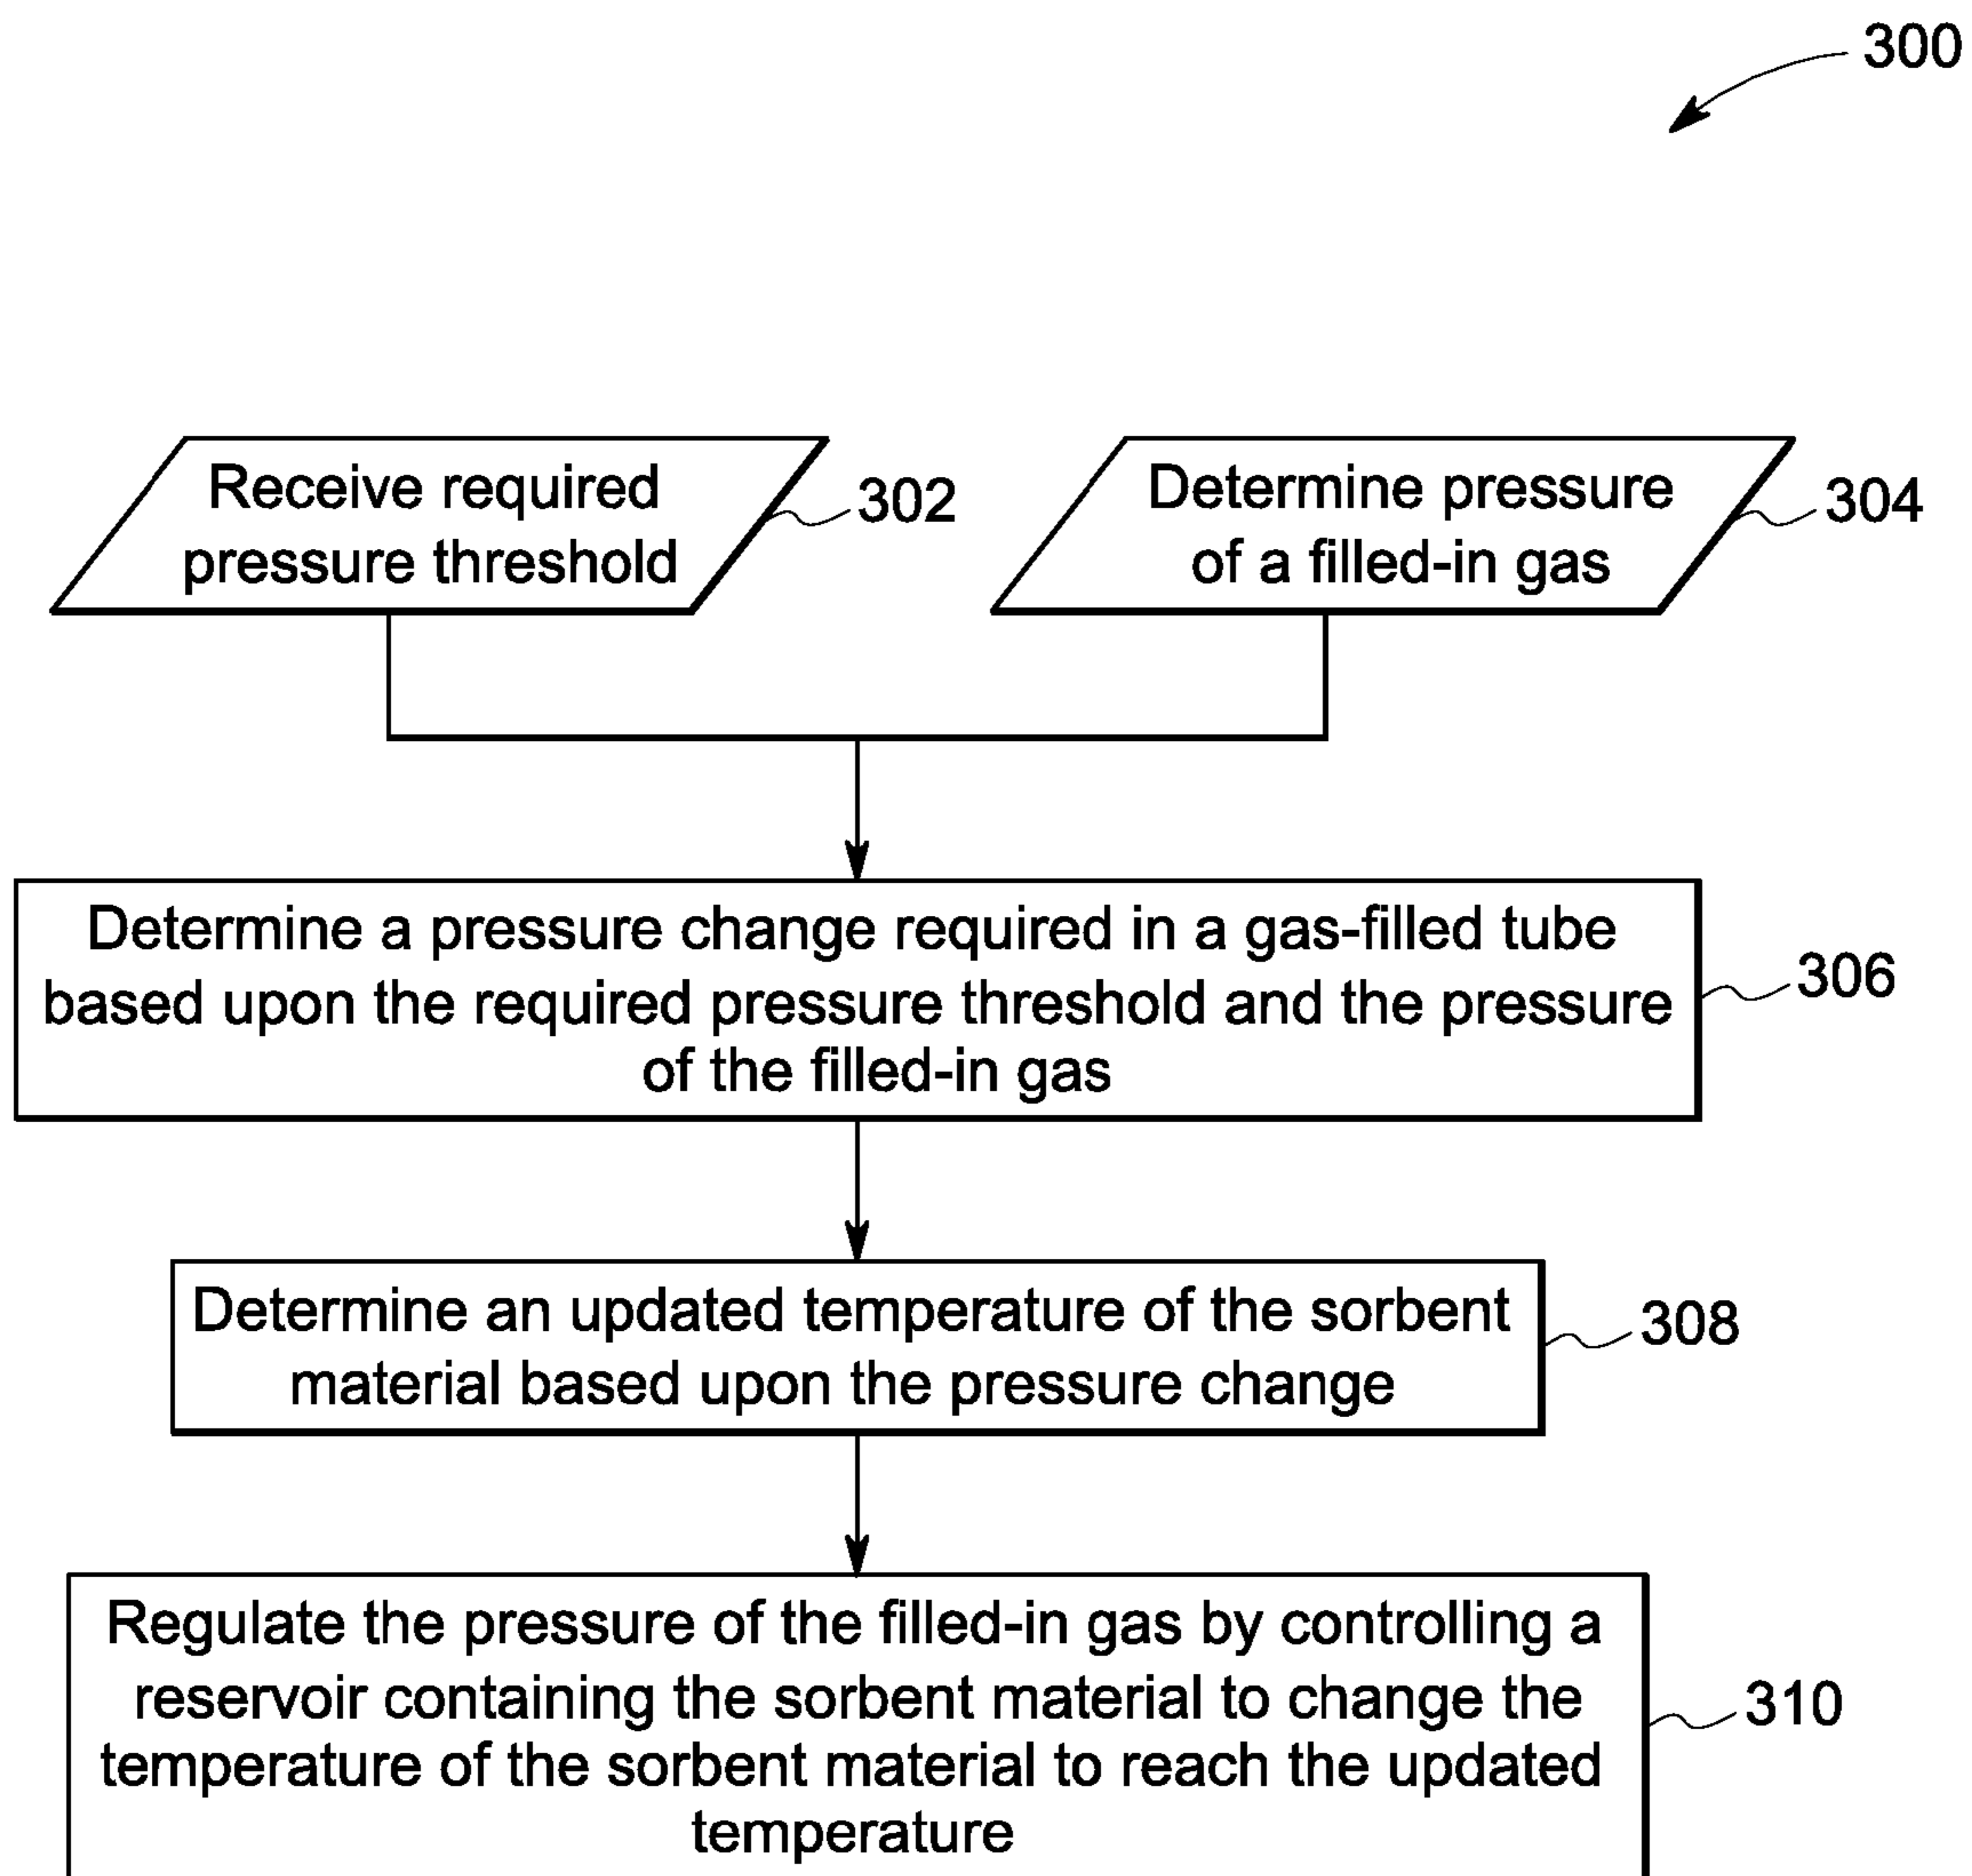 300
Receive required
pressure threshold
302
Determine pressure
of a filled-in gas
304
Determine a pressure change required in a gas-filled tube
based upon the required pressure threshold and the pressure
of the filled-in gas
306
Determine an updated temperature of the sorbent
material based upon the pressure change
308
Regulate the pressure of the filled-in gas by controlling a
reservoir containing the sorbent material to change the
temperature of the sorbent material to reach the updated
temperature
310